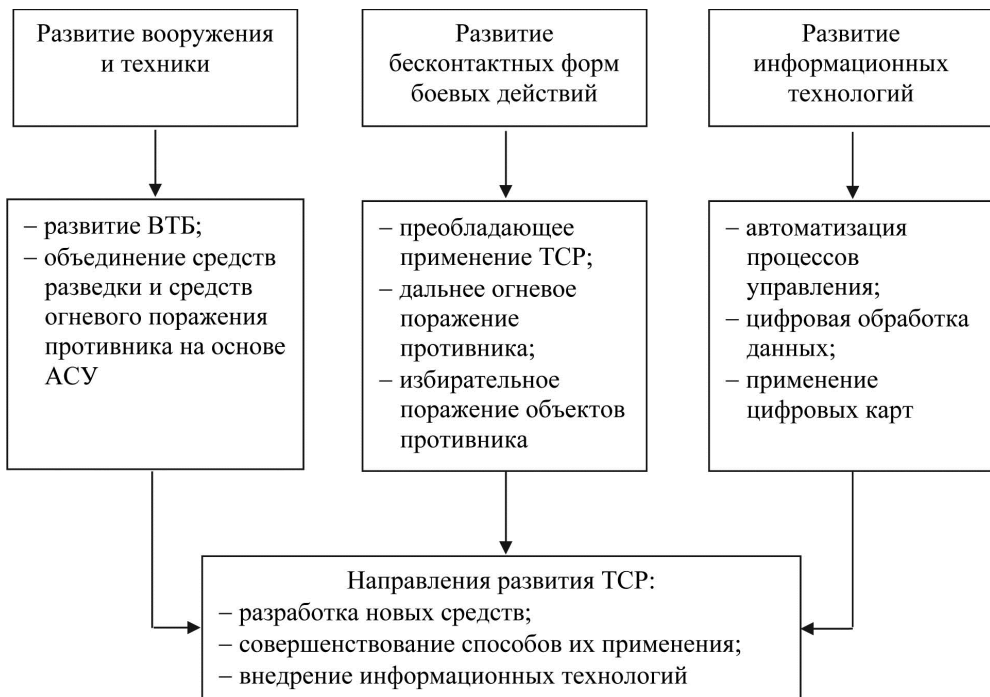 Развитие вооружения
и техники
Развитие
бесконтактных форм
боевых действий
Развитие
информационных
технологий
– развитие ВТБ;
– объединение средств
разведки и средств
огневого поражения
противника на основе
АСУ
– преобладающее
применение ТСР;
– дальнее огневое
поражение
противника;
– избирательное
поражение объектов
противника
– автоматизация
процессов
управления;
– цифровая обработка
данных;
– применение
цифровых карт
Направления развития ТСР:
– разработка новых средств;
– совершенствование способов их применения;
– внедрение информационных технологий